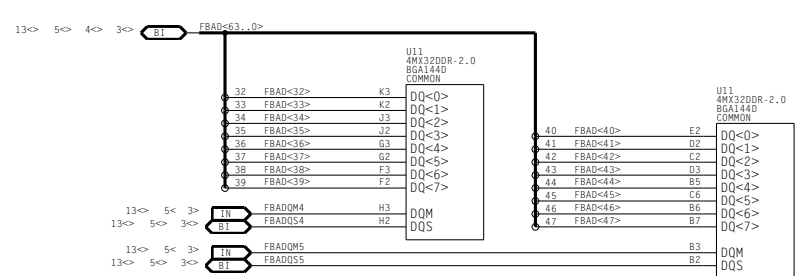 13<> 5<> 4<> 3<> BI FBAD<63..0>
U11
4MX32DDR-2.0
BGA144D
COMMON
32 FBAD<32> K3 DQ<0>
33 FBAD<33> K2 DQ<1>
34 FBAD<34> J3 DQ<2>
35 FBAD<35> J2 DQ<3>
36 FBAD<36> G3 DQ<4>
37 FBAD<37> G2 DQ<5>
38 FBAD<38> F3 DQ<6>
39 FBAD<39> F2 DQ<7>
13<> 5< 3> IN FBADQM4 H3 DQM
13<> 5<> 3<> BI FBADQS4 H2 DQS
U11
4MX32DDR-2.0
BGA144D
COMMON
40 FBAD<40> E2 DQ<0>
41 FBAD<41> D2 DQ<1>
42 FBAD<42> C2 DQ<2>
43 FBAD<43> D3 DQ<3>
44 FBAD<44> B5 DQ<4>
45 FBAD<45> C6 DQ<5>
46 FBAD<46> B6 DQ<6>
47 FBAD<47> B7 DQ<7>
13<> 5< 3> IN FBADQM5 B3 DQM
13<> 5<> 3<> BI FBADQS5 B2 DQS